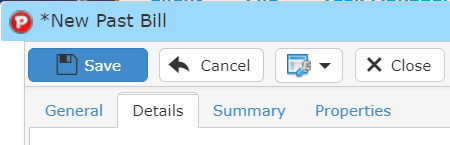 *New Past Bill
Save Cancel Close
General Details Summary Properties